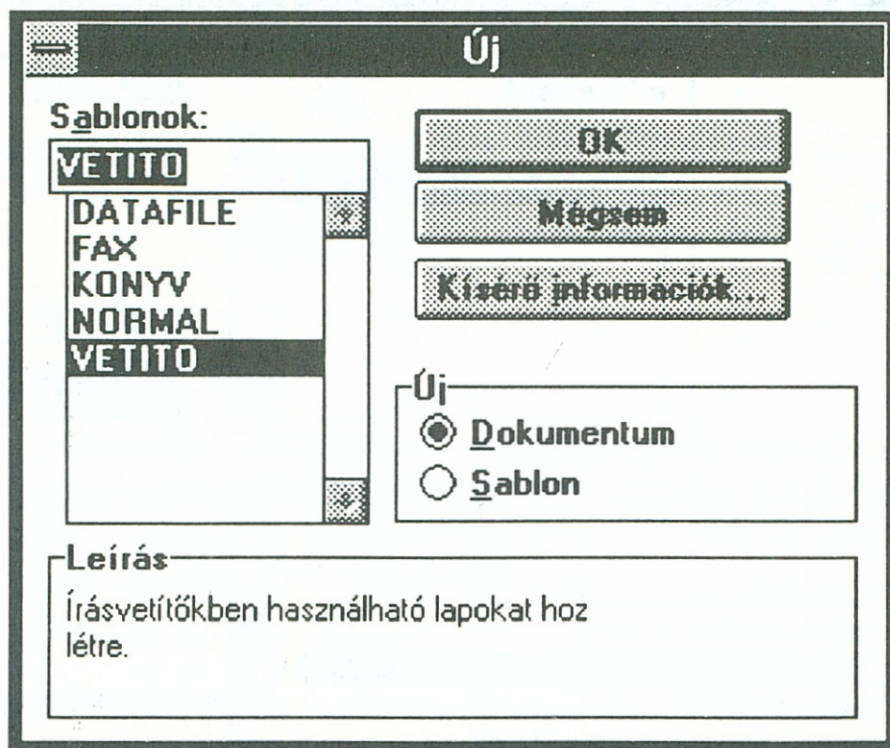 Új
Sablonok:
VETITO
DATAFILE
FAX
KONYV
NORMAL
VETITO
OK
Mégsem
Kísérő információk...
Új
Dokumentum
Sablon
Leírás
Írásvetítőkben használható lapokat hoz
létre.